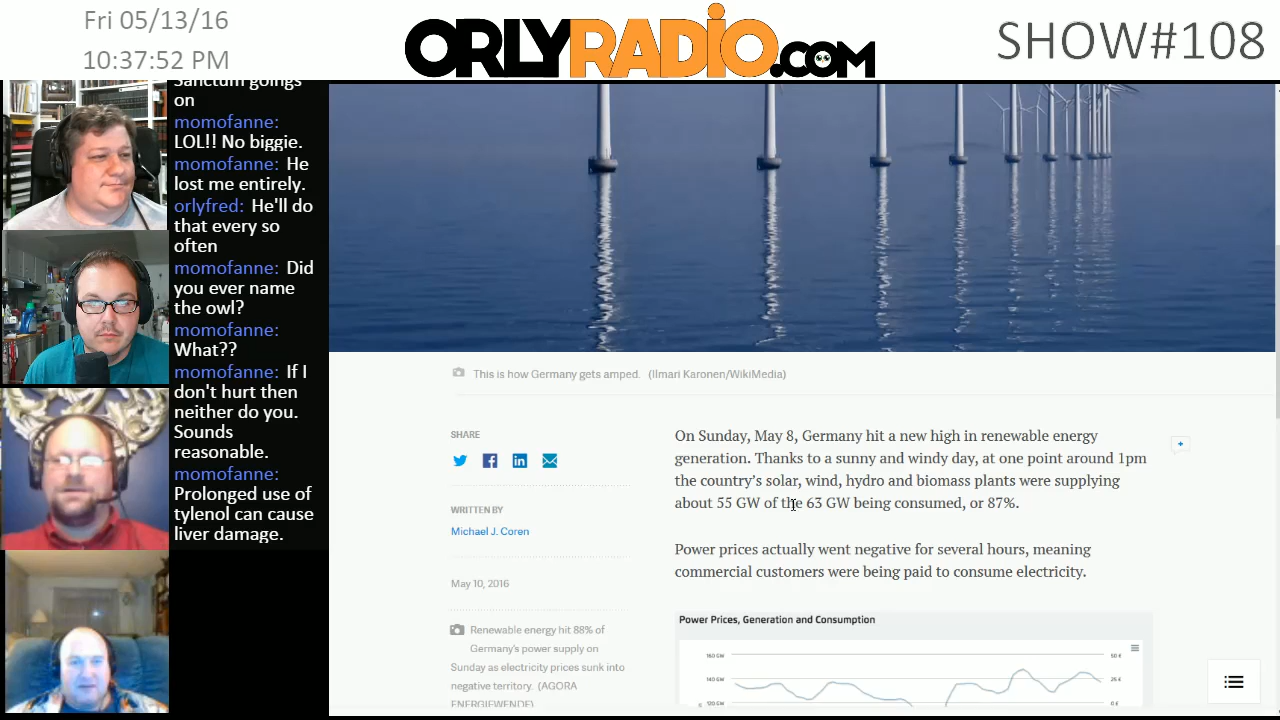 Fri 05/13/16
10:37:52 PM
ORLYRADIO.COM
SHOW#108
Sanctum goings
on
momofanne:
LOL!! No biggie.
momofanne: He
lost me entirely.
orlyfred: He'll do
that every so
often
momofanne: Did
you ever name
the owl?
momofanne:
What??
momofanne: If I
don't hurt then
neither do you.
Sounds
reasonable.
momofanne:
Prolonged use of
tylenol can cause
liver damage.
This is how Germany gets amped. (Ilmari Karonen/WikiMedia)
SHARE
WRITTEN BY
Michael J. Coren
May 10, 2016
Renewable energy hit 88% of
Germany's power supply on
Sunday as electricity prices sunk into
negative territory. (AGORA
ENERGIEWENDE)
On Sunday, May 8, Germany hit a new high in renewable energy
generation. Thanks to a sunny and windy day, at one point around 1pm
the country's solar, wind, hydro and biomass plants were supplying
about 55 GW of the 63 GW being consumed, or 87%.
Power prices actually went negative for several hours, meaning
commercial customers were being paid to consume electricity.
Power Prices, Generation and Consumption
160 GW
50 €
140 GW
25 €
120 GW
0 €